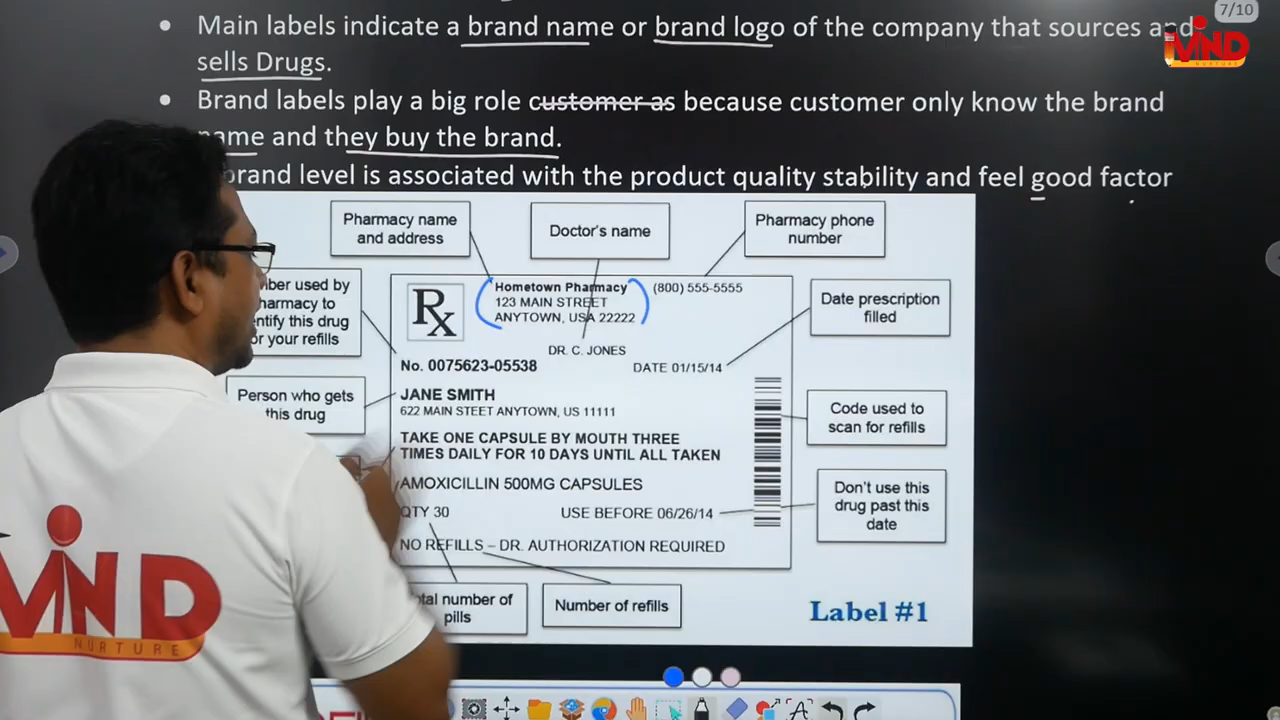 7/10
Main labels indicate a brand name or brand logo of the company that sources and
MIND
NURTURE
sells Drugs.
Brand labels play a big role customer as because customer only know the brand
name and they buy the brand.
brand level is associated with the product quality stability and feel good factor
Pharmacy name
and address
Doctor's name
Pharmacy phone
number
used by
to
this drug
your refills
Hometown Pharmacy
123 MAIN STREET
ANYTOWN, USA 22222
(800) 555-5555
Rx
Date prescription
filled
DR. C. JONES
No. 0075623-05538
DATE 01/15/14
Person who gets
this drug
JANE SMITH
622 MAIN STEET ANYTOWN, US 11111
Code used to
scan for refills
TAKE ONE CAPSULE BY MOUTH THREE
TIMES DAILY FOR 10 DAYS UNTIL ALL TAKEN
AMOXICILLIN 500MG CAPSULES
QTY 30
USE BEFORE 06/26/14
Don't use this
drug past this
date
NO REFILLS – DR. AUTHORIZATION REQUIRED
number of
pills
Number of refills
Label #1
MIND
NURTURE